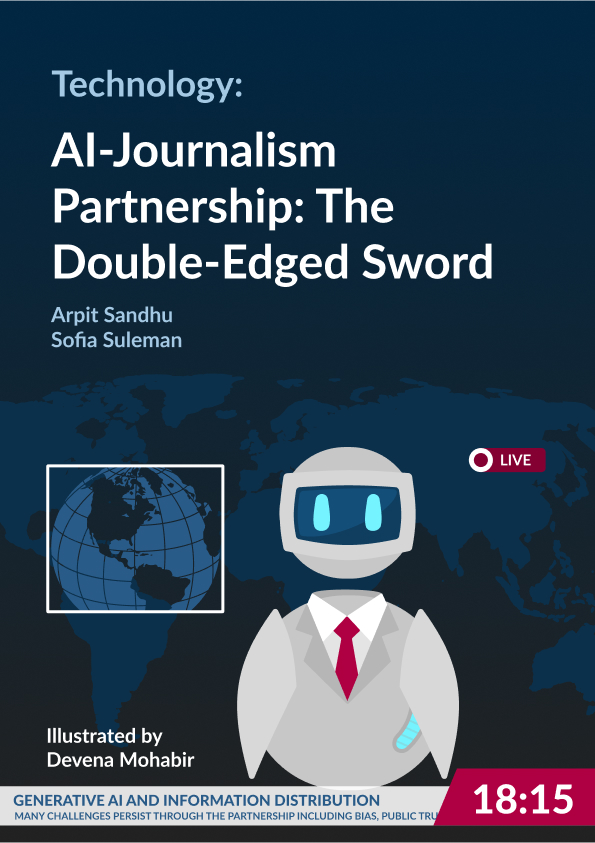 Technology:
AI-Journalism
Partnership: The
Double-Edged Sword
Arpit Sandhu
Sofia Suleman
LIVE
Illustrated by
Devena Mohabir
GENERATIVE AI AND INFORMATION DISTRIBUTION
MANY CHALLENGES PERSIST THROUGH THE PARTNERSHIP INCLUDING BIAS, PUBLIC TRU
18:15